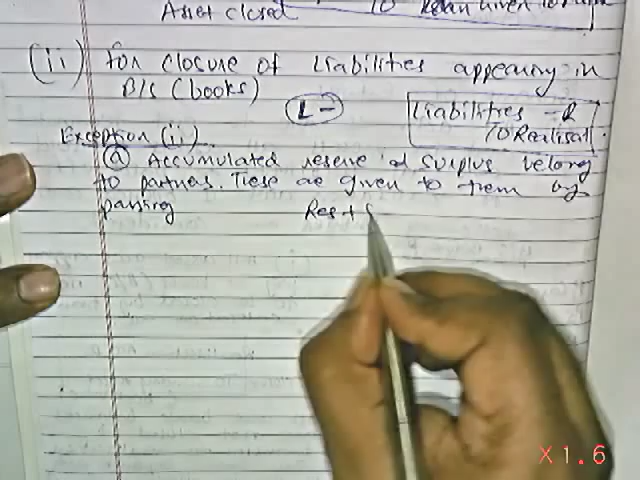 Asset closed To
(ii) for closure of Liabilities appearing in
B/S (books)
L- Liabilities - D
To Realisat
Exception (ii)
(a) Accumulated reserve & surplus belong
to partners. These are given to them by
passing Res +
X1.6